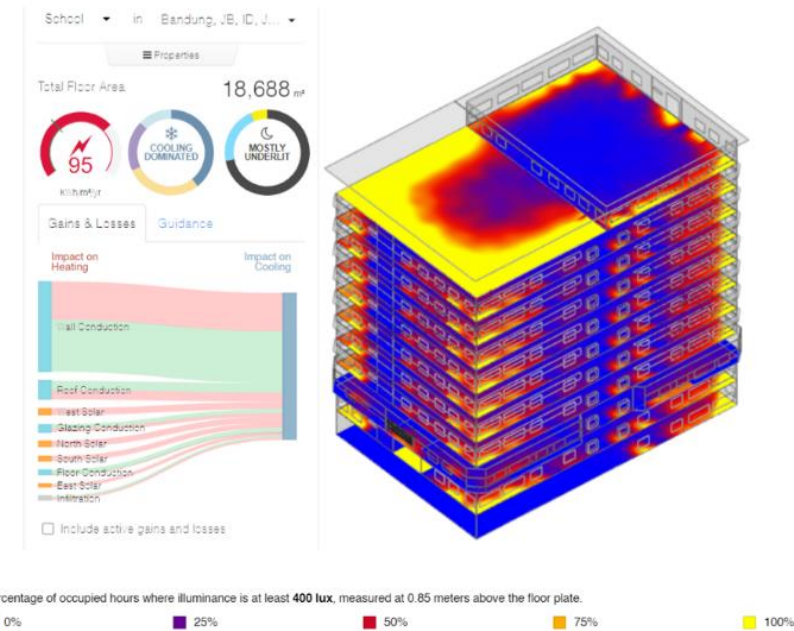 School in Bandung, JB, ID, J...
Properties
Total Floor Area 18,688 m²
95
kWh/m²/yr
COOLING
DOMINATED
MOSTLY
UNDERLIT
Gains & Losses Guidance
Impact on
Heating
Impact on
Cooling
Wall Conduction
Roof Conduction
West Solar
Glazing Conduction
North Solar
South Solar
Floor Conduction
East Solar
Infiltration
Include active gains and losses
rcentage of occupied hours where illuminance is at least 400 lux, measured at 0.85 meters above the floor plate.
0% 25% 50% 75% 100%